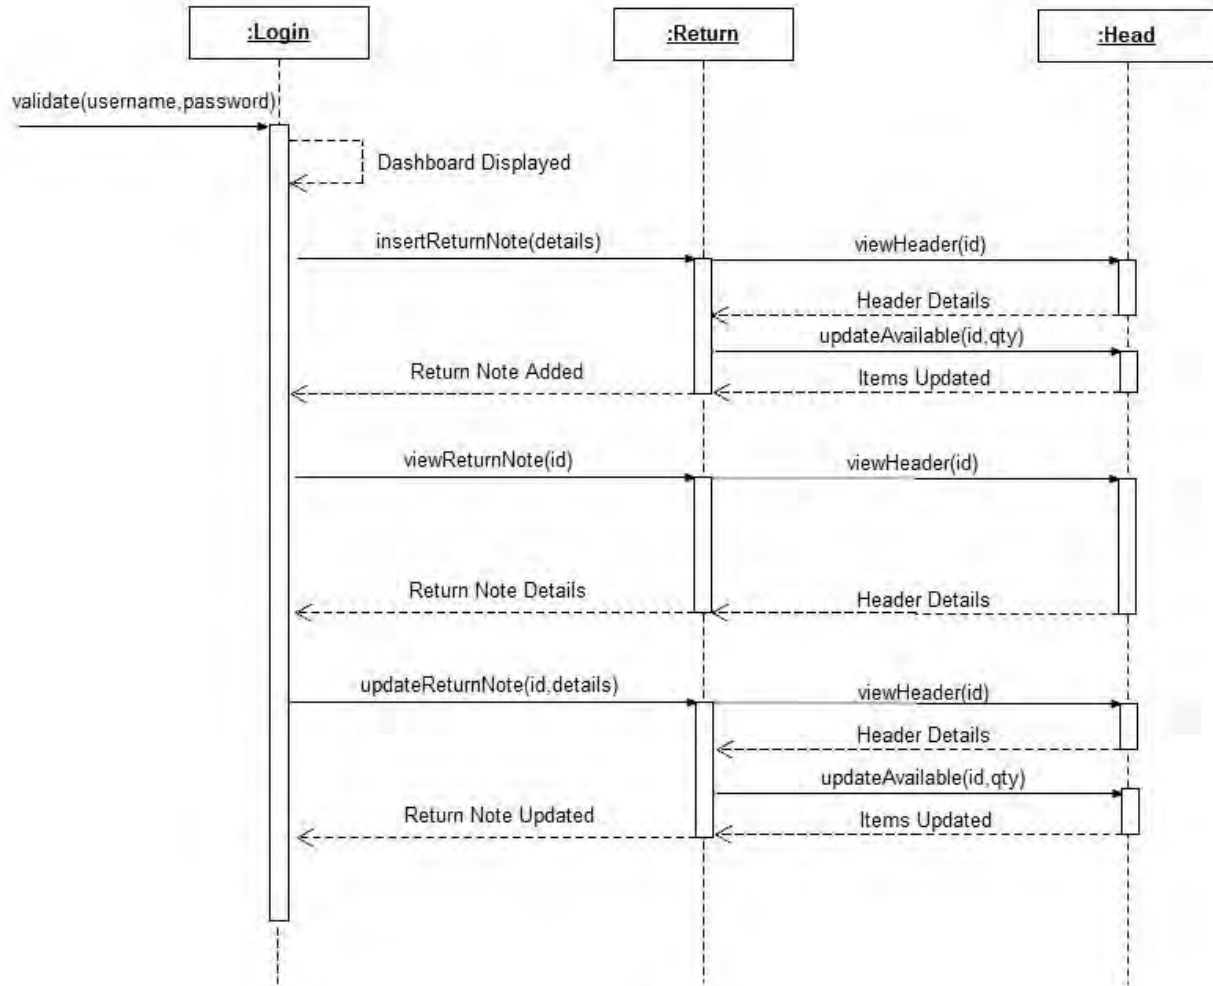 :Login
:Return
:Head
validate(username,password)
Dashboard Displayed
insertReturnNote(details)
viewHeader(id)
Header Details
updateAvailable(id,qty)
Return Note Added
Items Updated
viewReturnNote(id)
viewHeader(id)
Return Note Details
Header Details
updateReturnNote(id,details)
viewHeader(id)
Header Details
updateAvailable(id,qty)
Return Note Updated
Items Updated